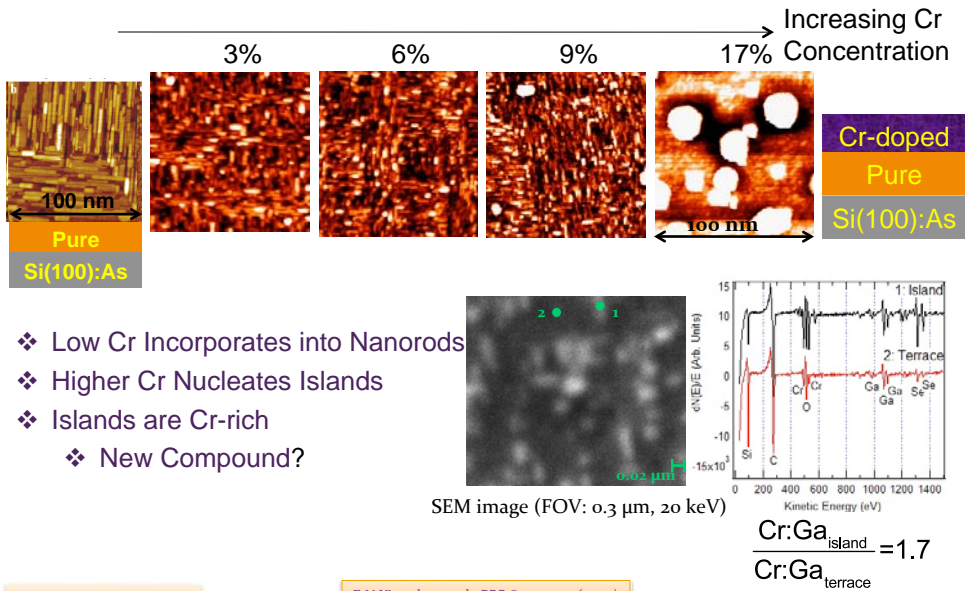 Increasing Cr
Concentration
3%
6%
9%
17%
b
100 nm
Pure
Si(100):As
100 nm
Cr-doped
Pure
Si(100):As
❖ Low Cr Incorporates into Nanorods
❖ Higher Cr Nucleates Islands
❖ Islands are Cr-rich
❖ New Compound?
2
1
0.02 µm
SEM image (FOV: 0.3 µm, 20 keV)
dN(E)/E (Arb. Units)
15
10
5
0
-5
-10
-15x10³
1: Island
2: Terrace
Si
C
Cr
O
Cr
Ga
Ga
Ga
Se
Se
0 200 400 600 800 1000 1200 1400
Kinetic Energy (eV)
Cr:Ga island
Cr:Ga terrace
=1.7